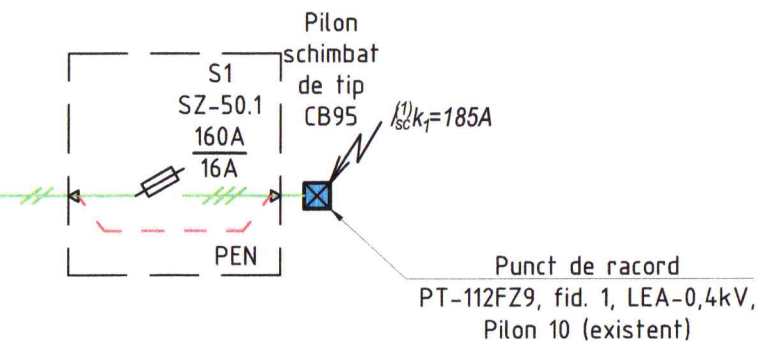 Pilon
schimbat
de tip
CB95
S1
SZ-50.1
160A
16A
I(1)sc k1=185A
PEN
Punct de racord
PT-112FZ9, fid. 1, LEA-0,4kV,
Pilon 10 (existent)